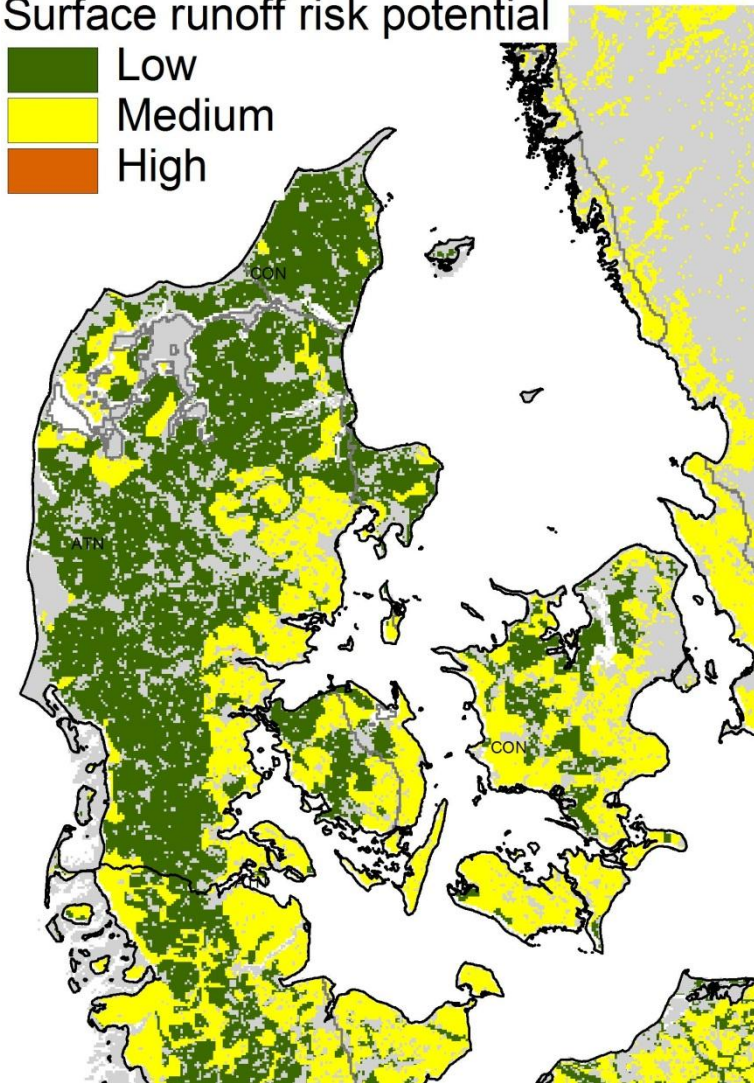 Surface runoff risk potential
Low
Medium
High
CON
ATN
CON